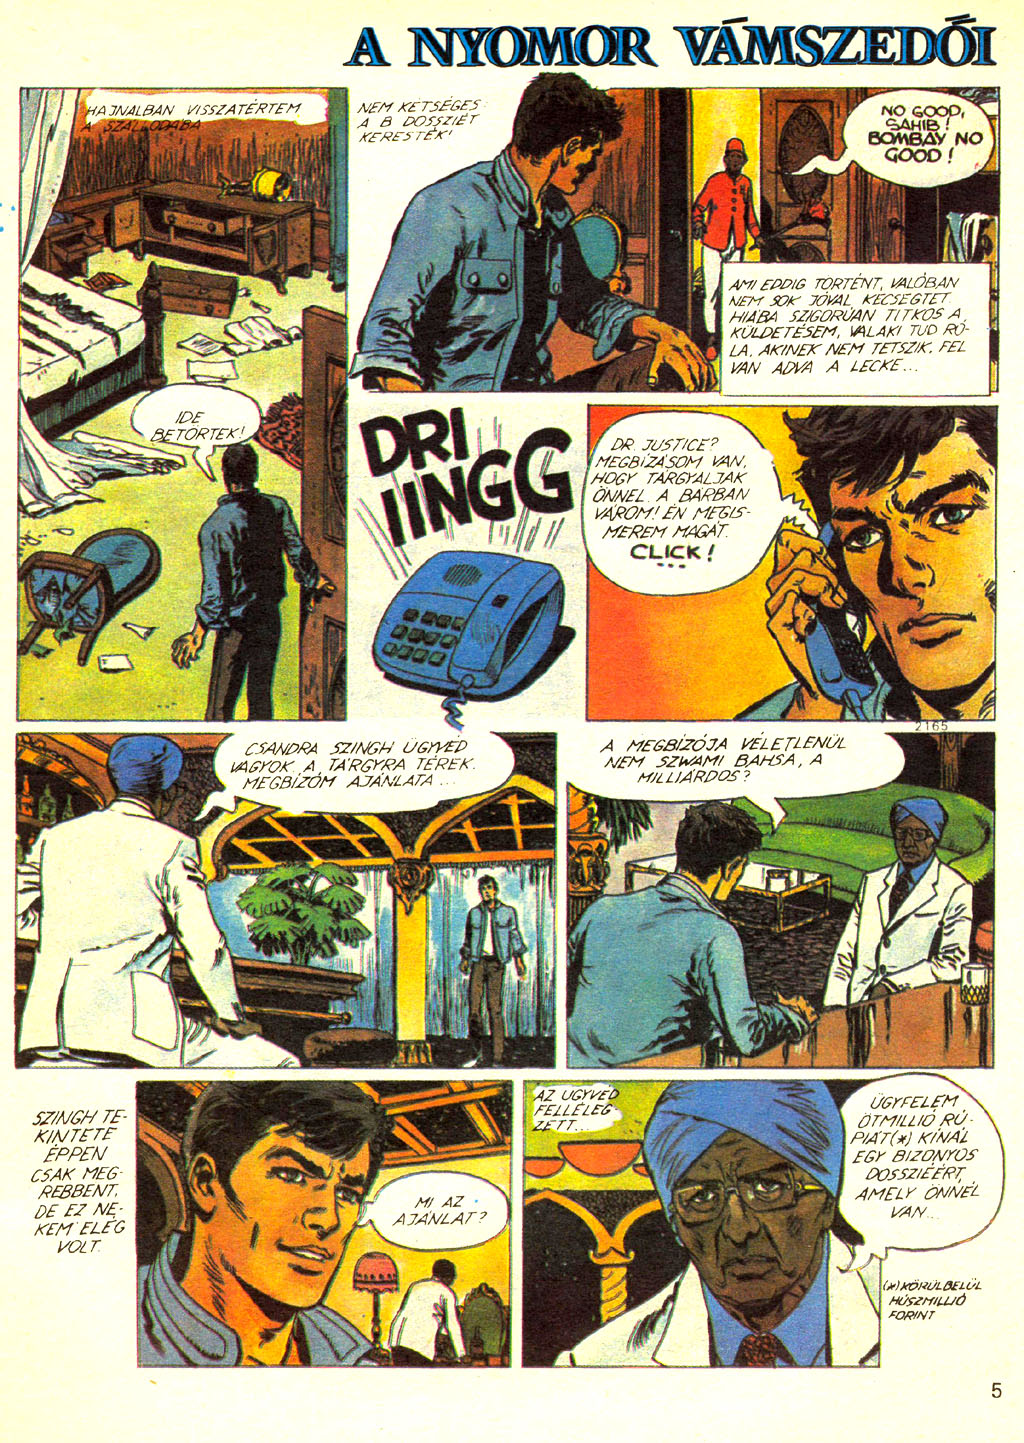 A NYOMOR VÁMSZEDŐI
HAJNALBAN VISSZATÉRTEM
A SZÁLLODÁBA
IDE
BETÖRTEK!
NEM KÉTSÉGES
A B DOSSZIÉT
KERESTÉK!
NO GOOD,
SAHIB!
BOMBAY NO
GOOD!
AMI EDDIG TÖRTÉNT, VALÓBAN
NEM SOK JÓVAL KECSEGTET.
HIÁBA SZIGORÚAN TITKOS A
KÜLDETÉSEM, VALAKI TUD RÓ-
LA, AKINEK NEM TETSZIK. FEL
VAN ADVA A LECKE...
DRI
IINGG
DR. JUSTICE?
MEGBÍZÁSOM VAN,
HOGY TÁRGYALJAK
ÖNNEL. A BÁRBAN
VÁROM! ÉN MEGIS-
MEREM MAGÁT.
CLICK!
2165
CSANDRA SZINGH ÜGYVÉD
VAGYOK. A TÁRGYRA TÉREK.
MEGBÍZÓM AJÁNLATA...
A MEGBÍZÓJA VÉLETLENÜL
NEM SZWAMI BAHSA, A
MILLIÁRDOS?
SZINGH TE-
KINTETE
ÉPPEN
CSAK MEG-
REBBENT,
DE EZ NE-
KEM ELÉG
VOLT.
MI AZ
AJÁNLAT?
AZ ÜGYVÉD
FELLÉLEG-
ZETT...
ÜGYFELEM
ÖTMILLIÓ RÚ-
PIÁT(*) KÍNÁL
EGY BIZONYOS
DOSSZIÉÉRT,
AMELY ÖNNÉL
VAN...
(*) KÖRÜLBELÜL
HÚSZMILLIÓ
FORINT
5